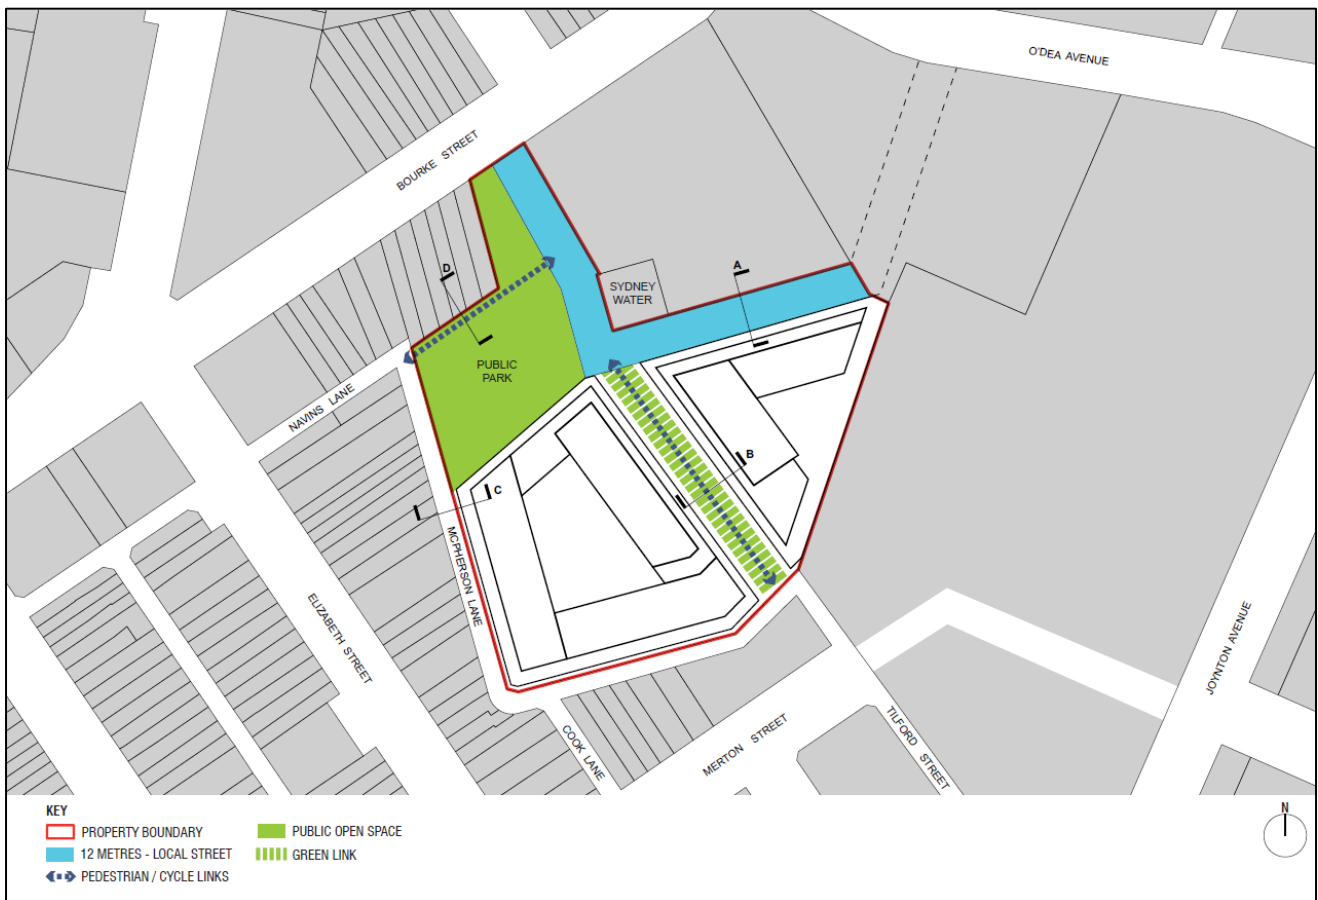 O'DEA AVENUE
BOURKE STREET
D
A
SYDNEY
WATER
PUBLIC
PARK
NAVINS LANE
B
C
MCPHERSON LANE
ELIZABETH STREET
JOYNTON AVENUE
COOK LANE
MERTON STREET
TILFORD STREET
KEY
PROPERTY BOUNDARY
PUBLIC OPEN SPACE
12 METRES - LOCAL STREET
GREEN LINK
PEDESTRIAN / CYCLE LINKS
N